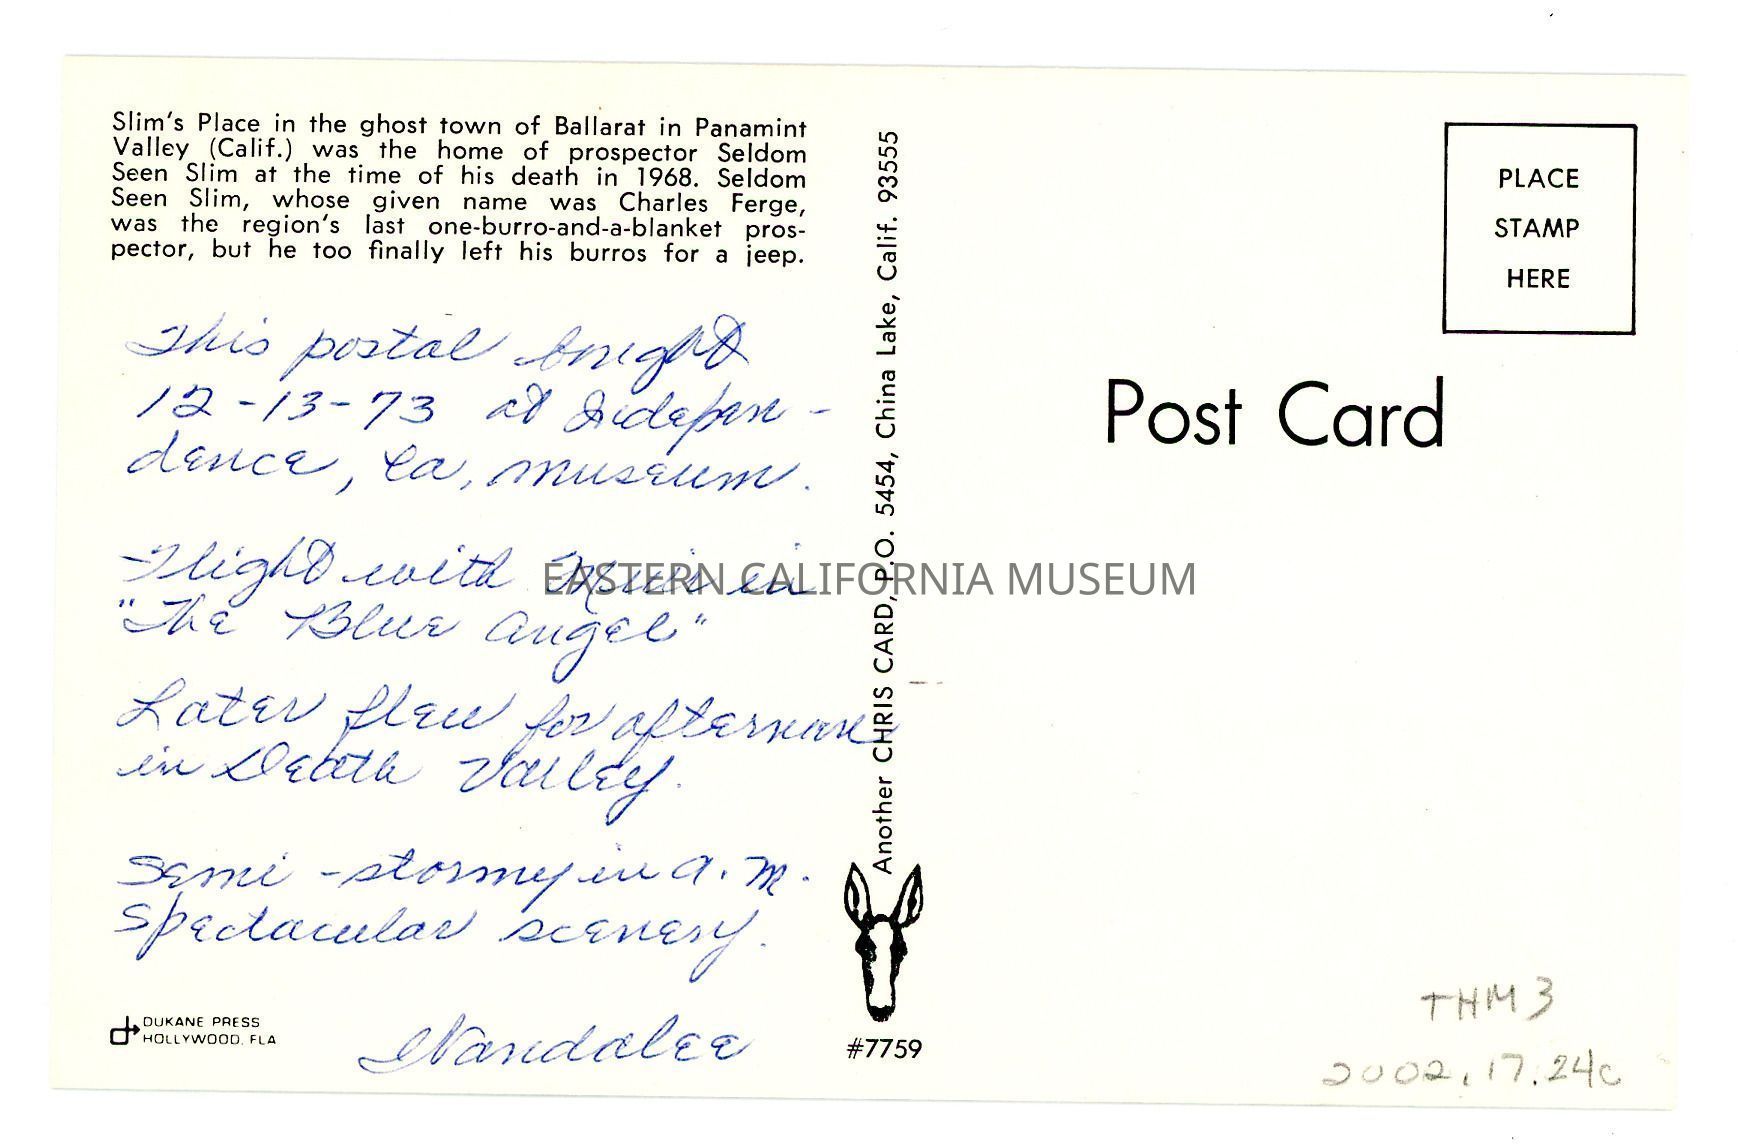 Slim's Place in the ghost town of Ballarat in Panamint
Valley (Calif.) was the home of prospector Seldom
Seen Slim at the time of his death in 1968. Seldom
Seen Slim, whose given name was Charles Ferge,
was the region's last one-burro-and-a-blanket pros-
pector, but he too finally left his burros for a jeep.
This postal bought
12-13-73 at Indepen-
dence, Ca, museum.
Flight with in
"The Blue Angel"
Later flew for afternoon
in Death Valley.
Semi-stormy in A.M.
Spectacular scenery.
Nandalee
DUKANE PRESS
HOLLYWOOD, FLA
Another CHRIS CARD, P.O. 5454, China Lake, Calif. 93555
#7759
EASTERN CALIFORNIA MUSEUM
PLACE
STAMP
HERE
Post Card
THM3
2002.17.24c